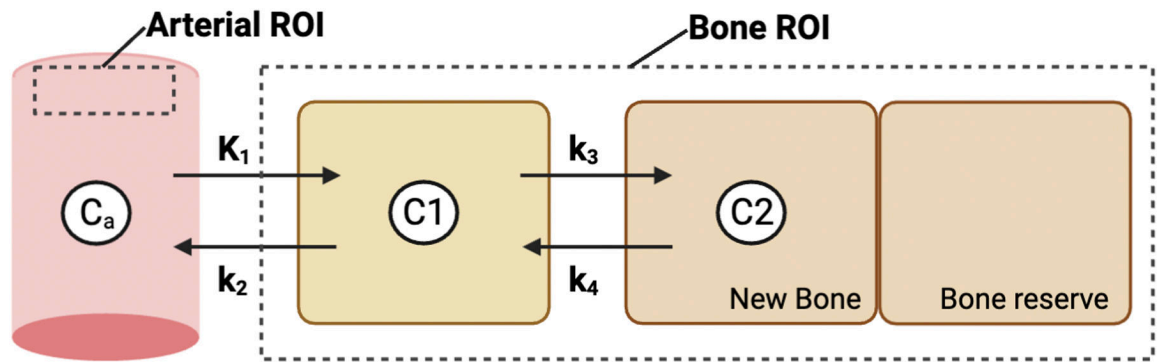 Arterial ROI
Bone ROI
K₁
k₃
Cₐ
C1
C2
k₂
k₄
New Bone
Bone reserve